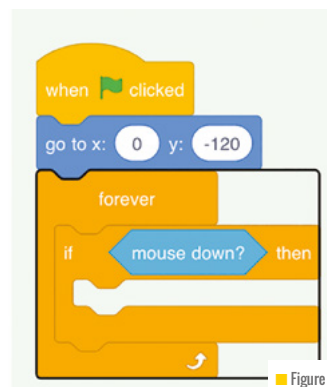 when clicked
go to x: 0 y: -120
forever
if mouse down? then
Figure